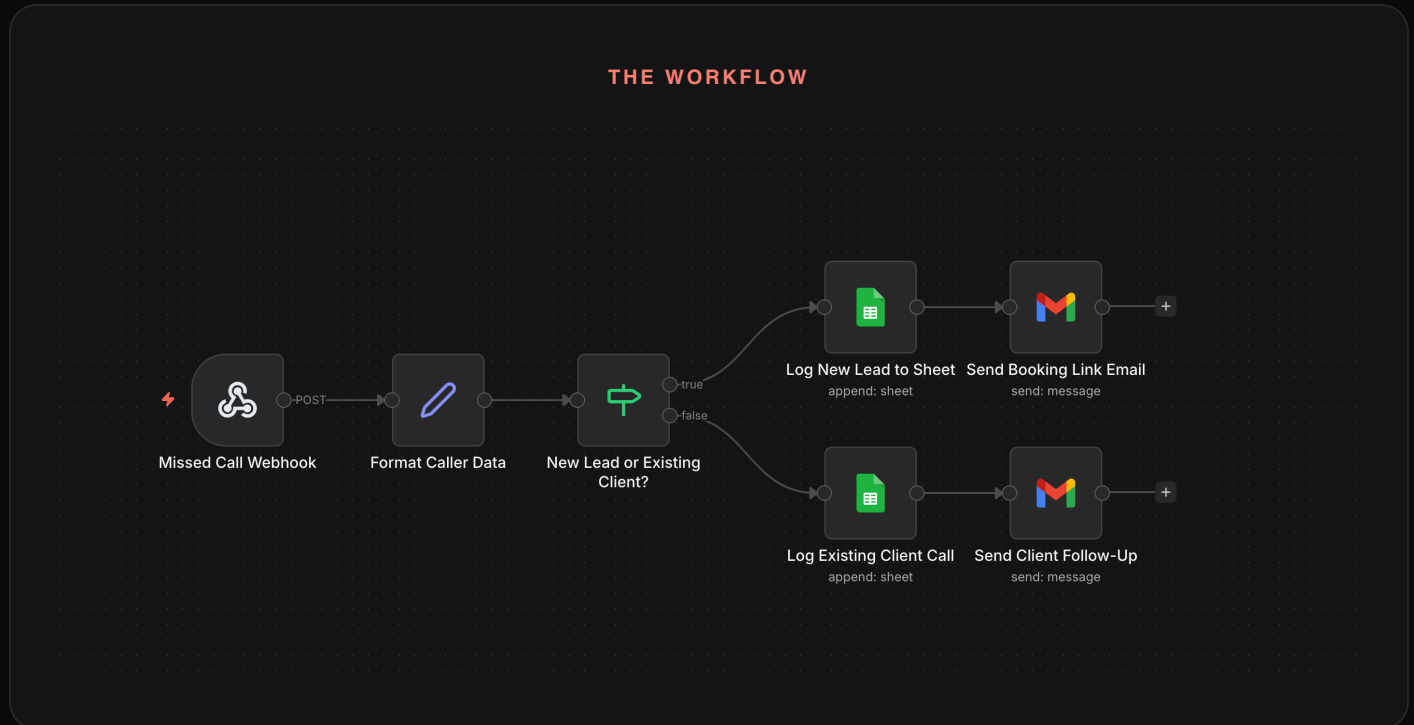 THE WORKFLOW
POST
Missed Call Webhook
Format Caller Data
New Lead or Existing
Client?
true
false
Log New Lead to Sheet
append: sheet
Send Booking Link Email
send: message
Log Existing Client Call
append: sheet
Send Client Follow-Up
send: message